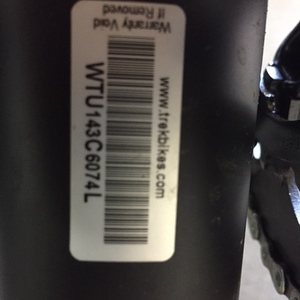 www.trekbikes.com
Warranty Void
If Removed
WTU143C6074L